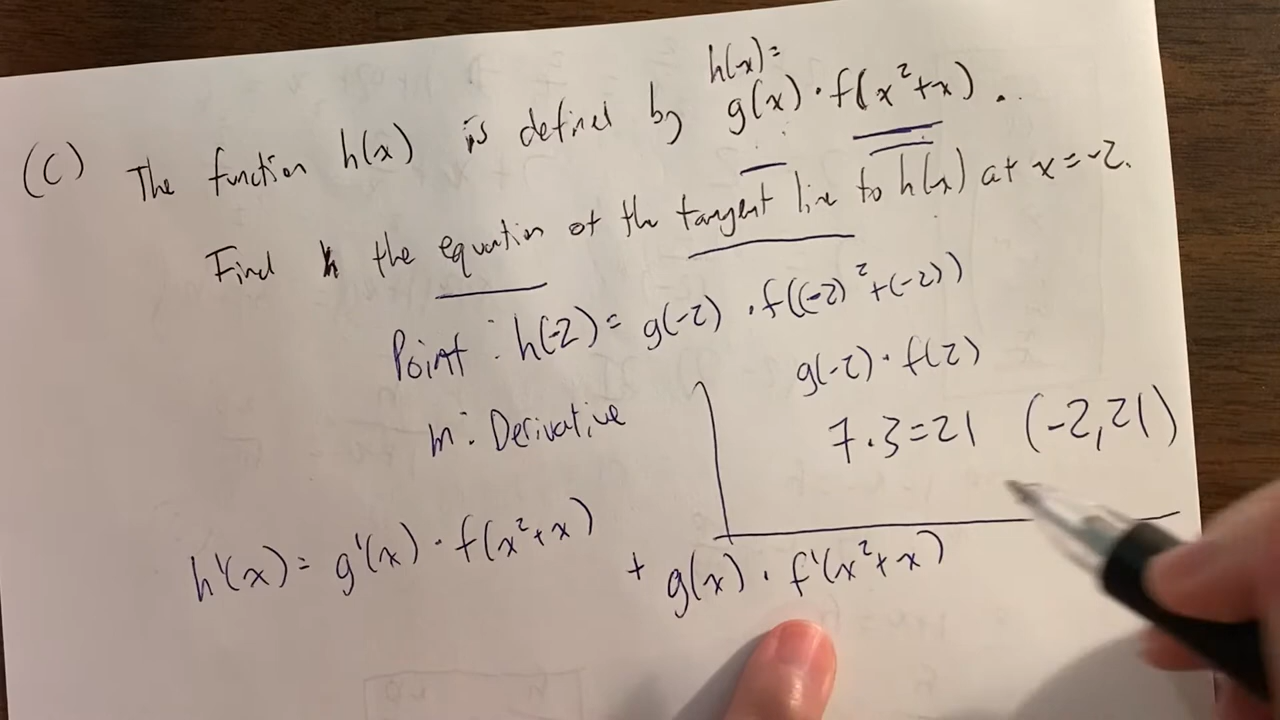 h(x)=
(C) The function h(x) is defined by g(x)·f(x²+x).
Find the equation of the tangent line to h(x) at x=-2.
Point: h(-2)= g(-2) ·f((-2)²+(-2))
g(-2)·f(2)
m: Derivative
7·3=21 (-2,21)
h'(x)= g'(x)·f(x²+x) + g(x)·f'(x²+x)